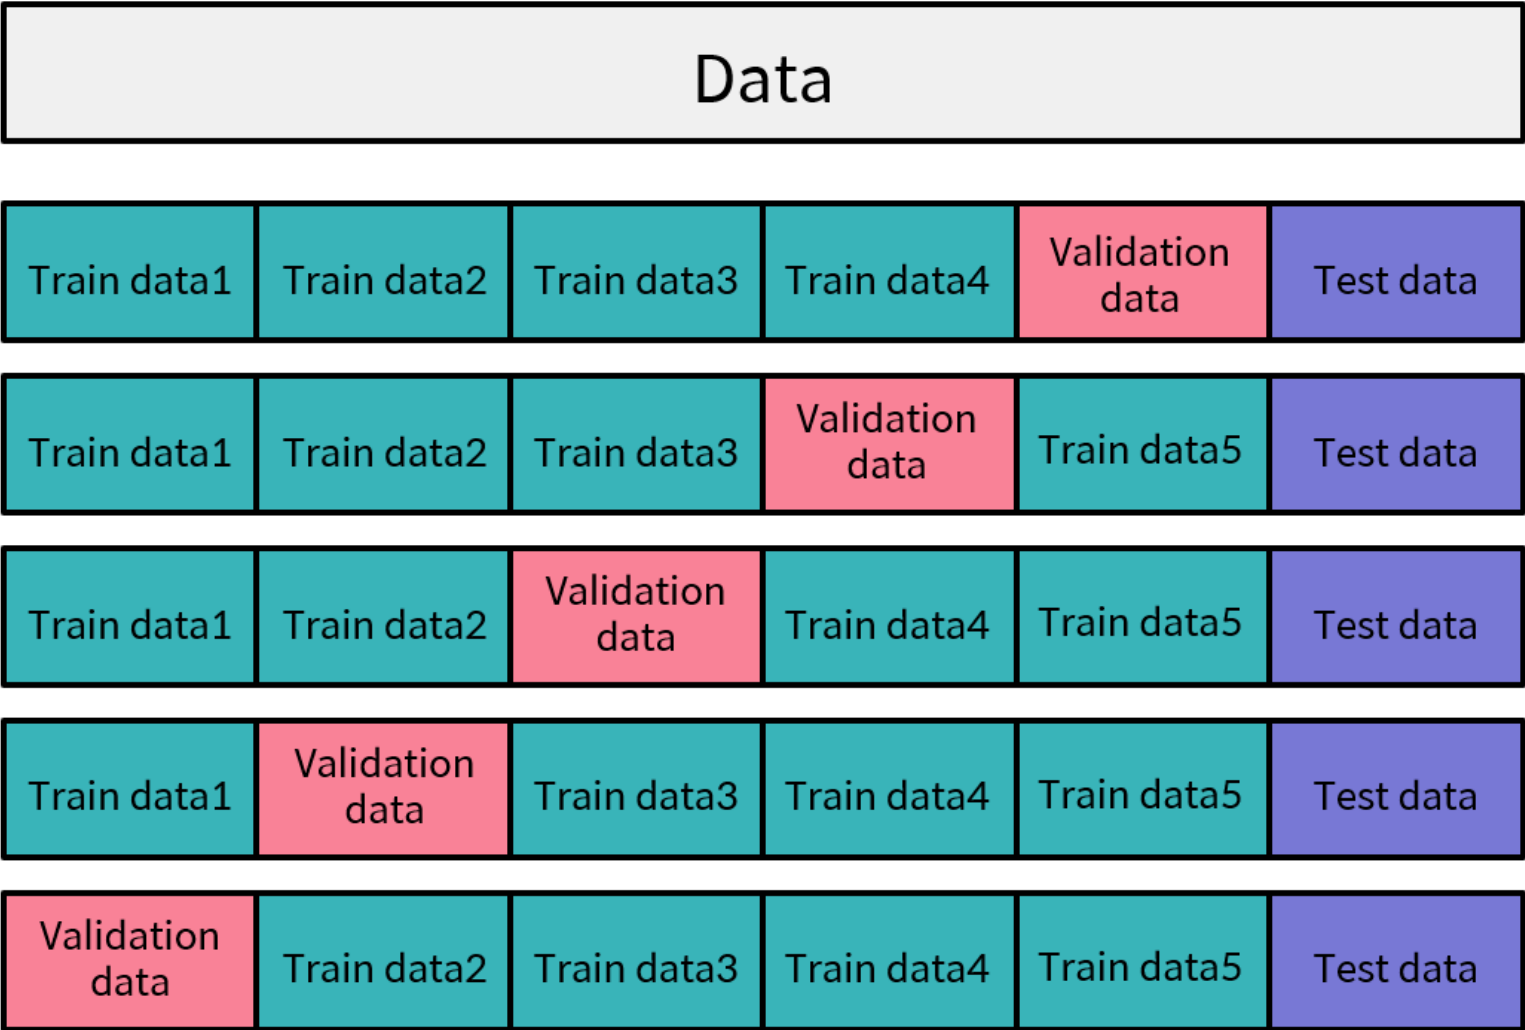 Data
Train data1 Train data2 Train data3 Train data4 Validation data Test data
Train data1 Train data2 Train data3 Validation data Train data5 Test data
Train data1 Train data2 Validation data Train data4 Train data5 Test data
Train data1 Validation data Train data3 Train data4 Train data5 Test data
Validation data Train data2 Train data3 Train data4 Train data5 Test data